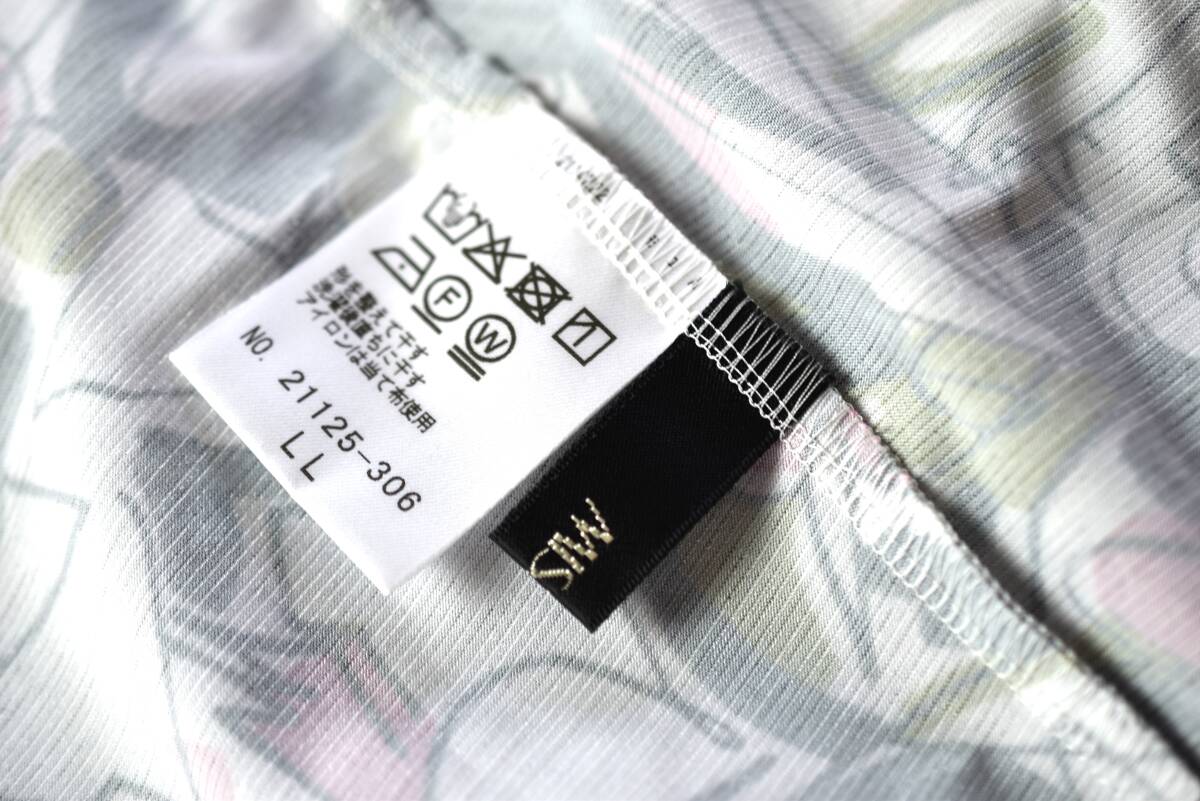 F W
形を整えて干す
洗濯後直ちに干す
アイロンは当て布使用
NO. 21125-306
LL